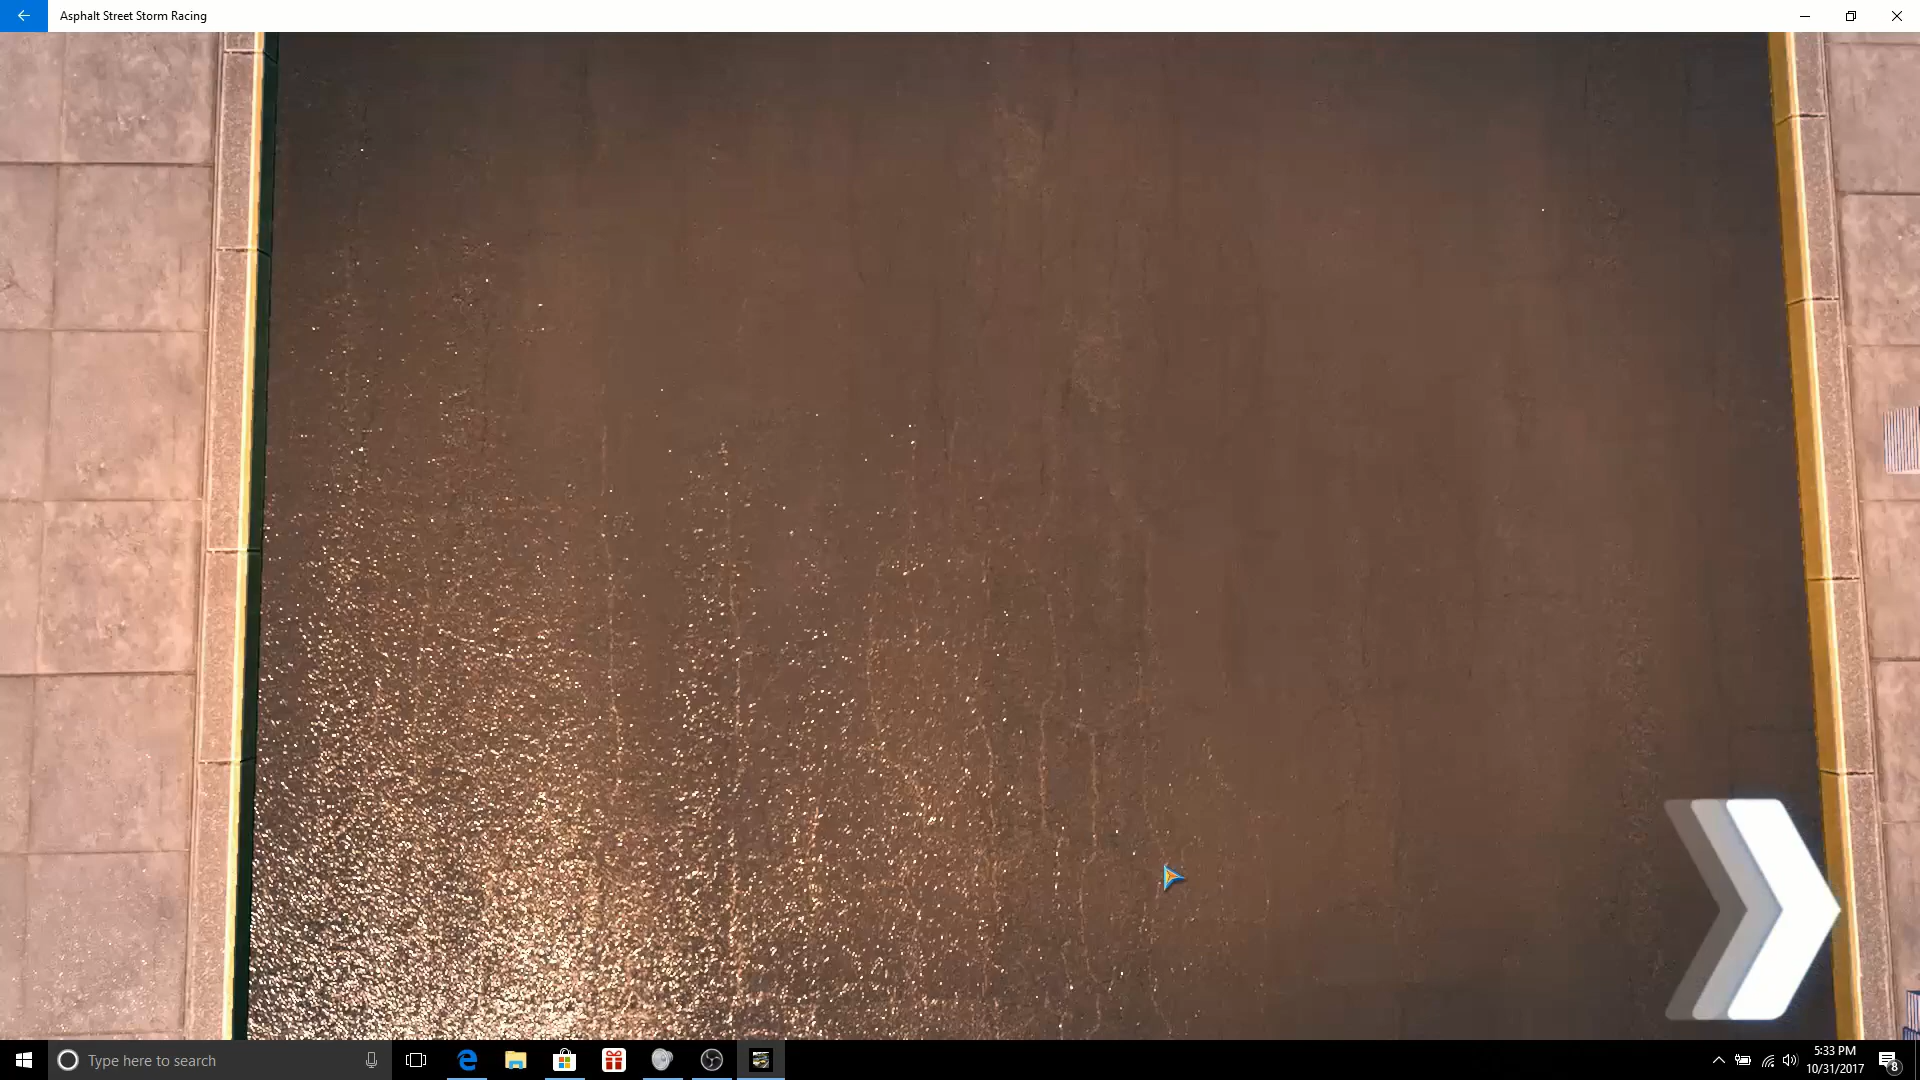 Asphalt Street Storm Racing
Type here to search
5:33 PM
10/31/2017
8